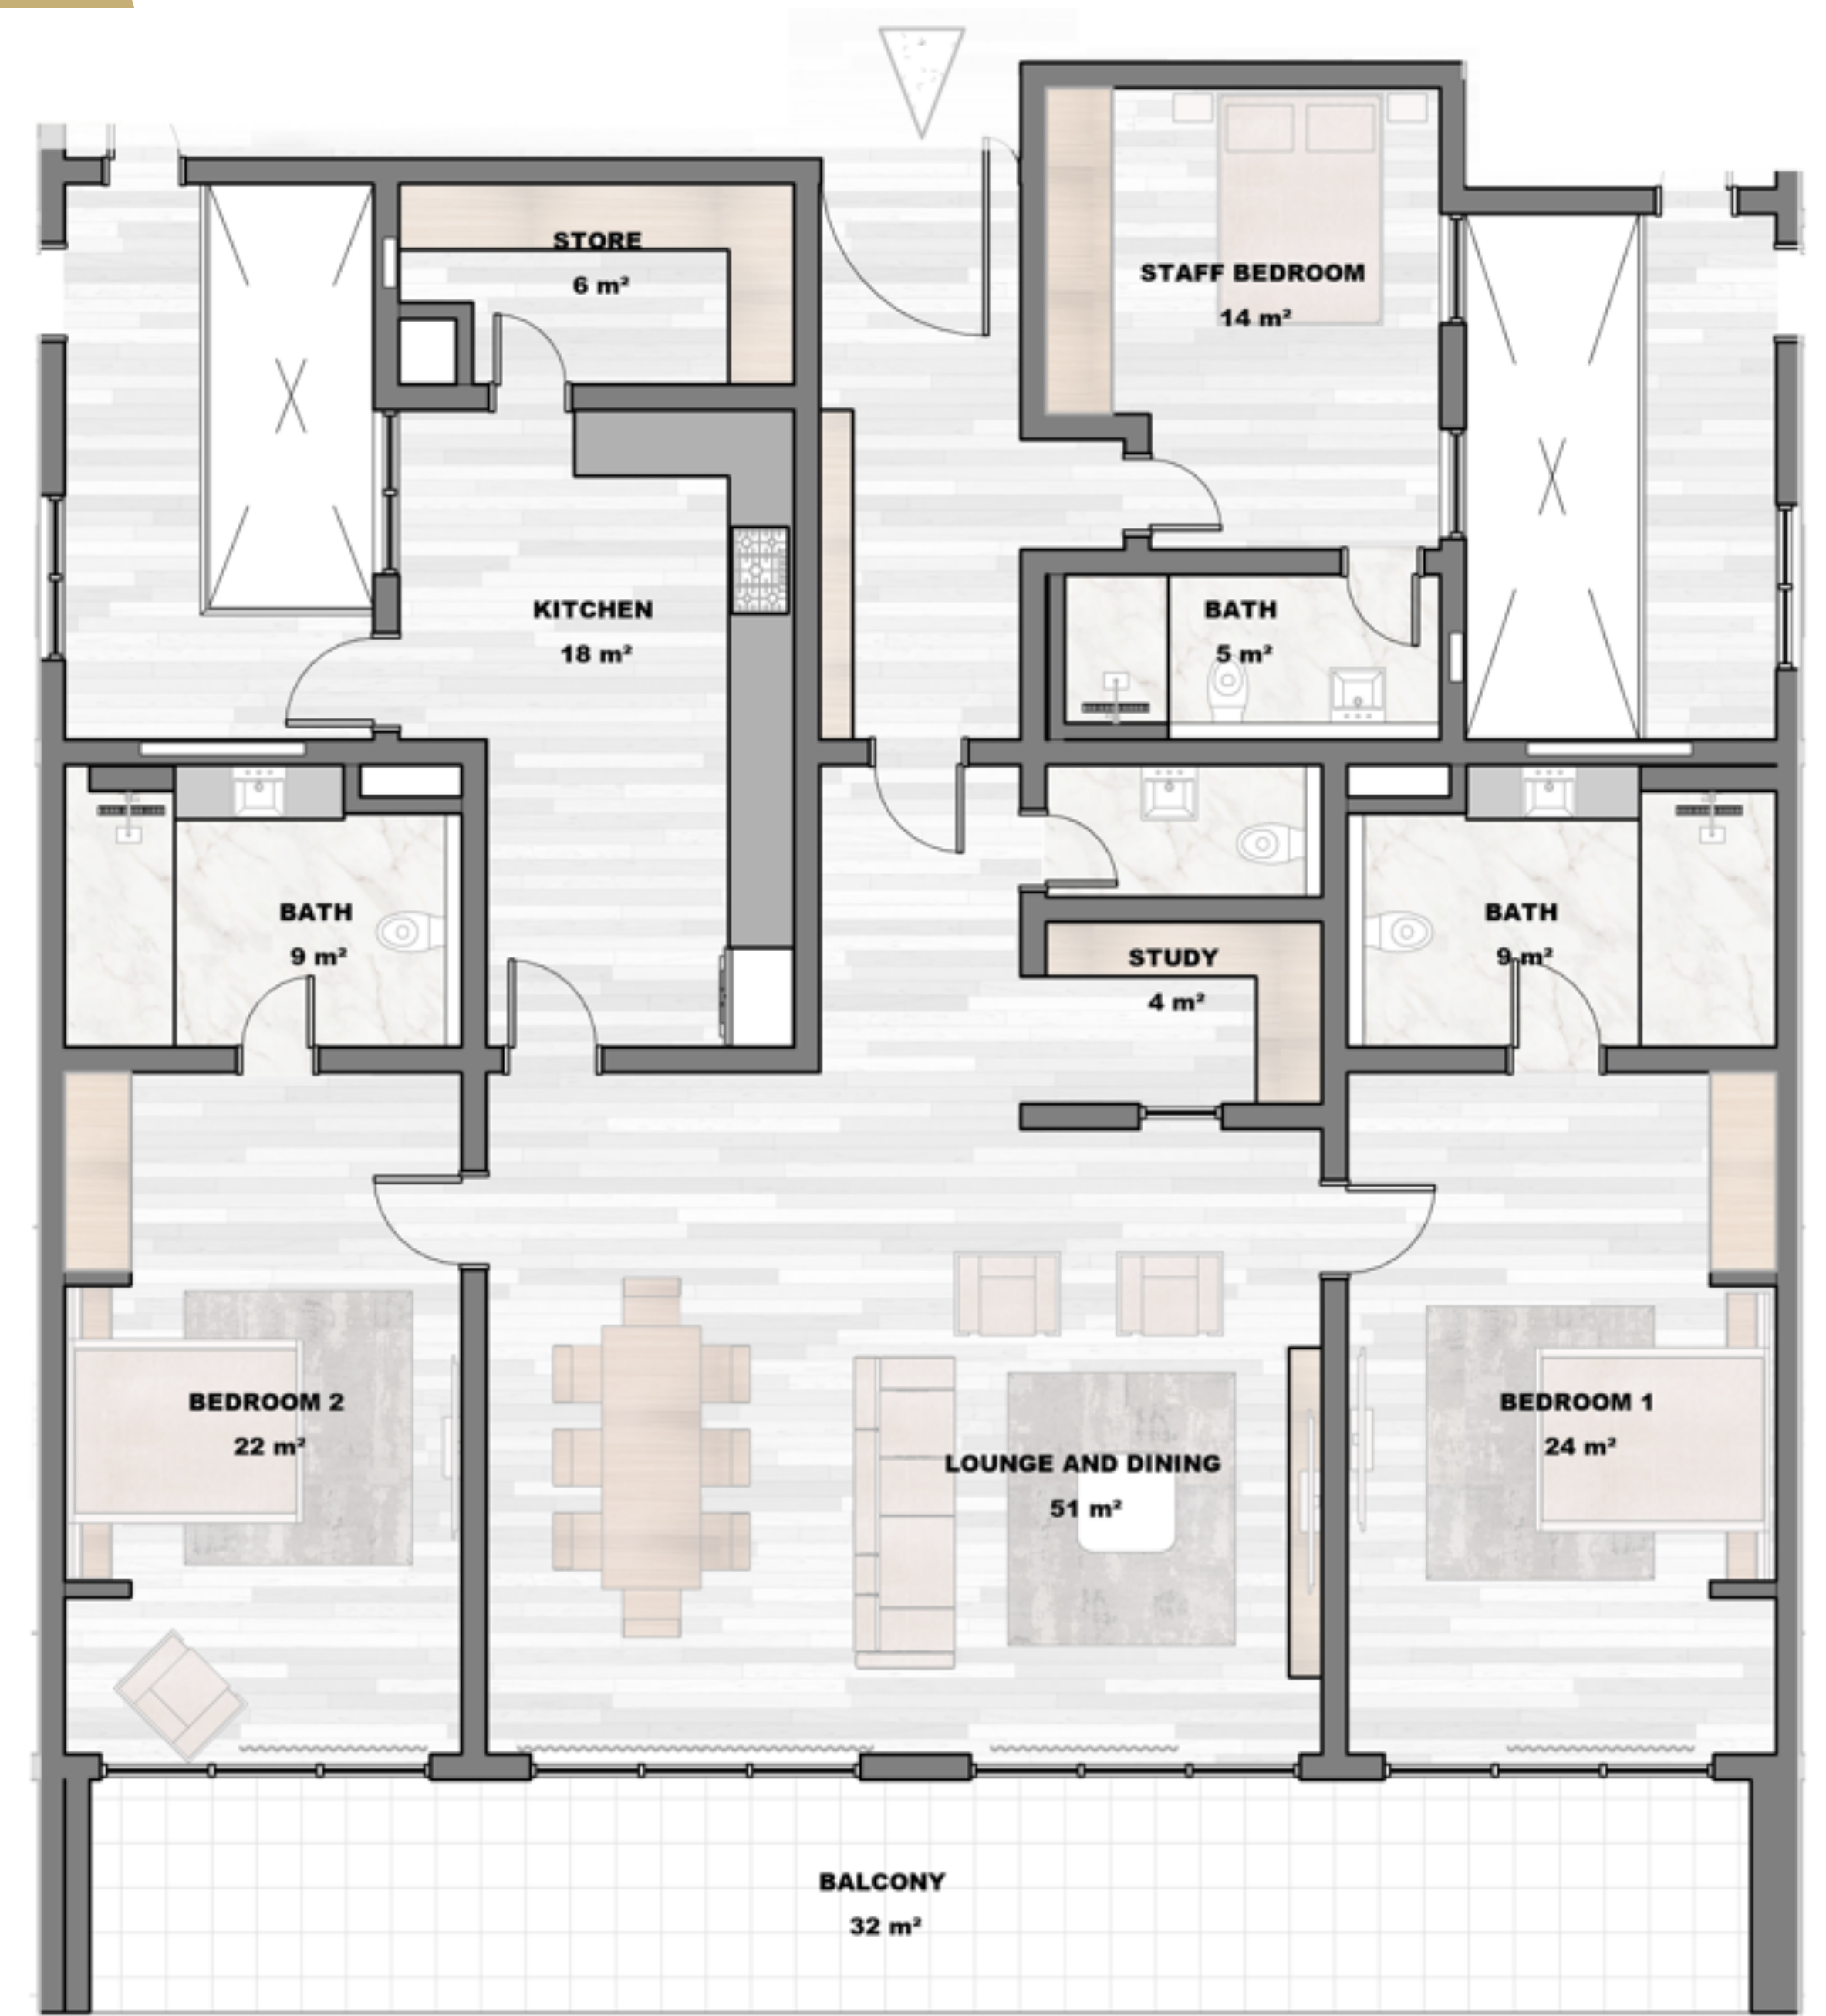 STORE
6 m²
STAFF BEDROOM
14 m²
KITCHEN
18 m²
BATH
5 m²
BATH
9 m²
STUDY
4 m²
BATH
9 m²
BEDROOM 2
22 m²
LOUNGE AND DINING
51 m²
BEDROOM 1
24 m²
BALCONY
32 m²